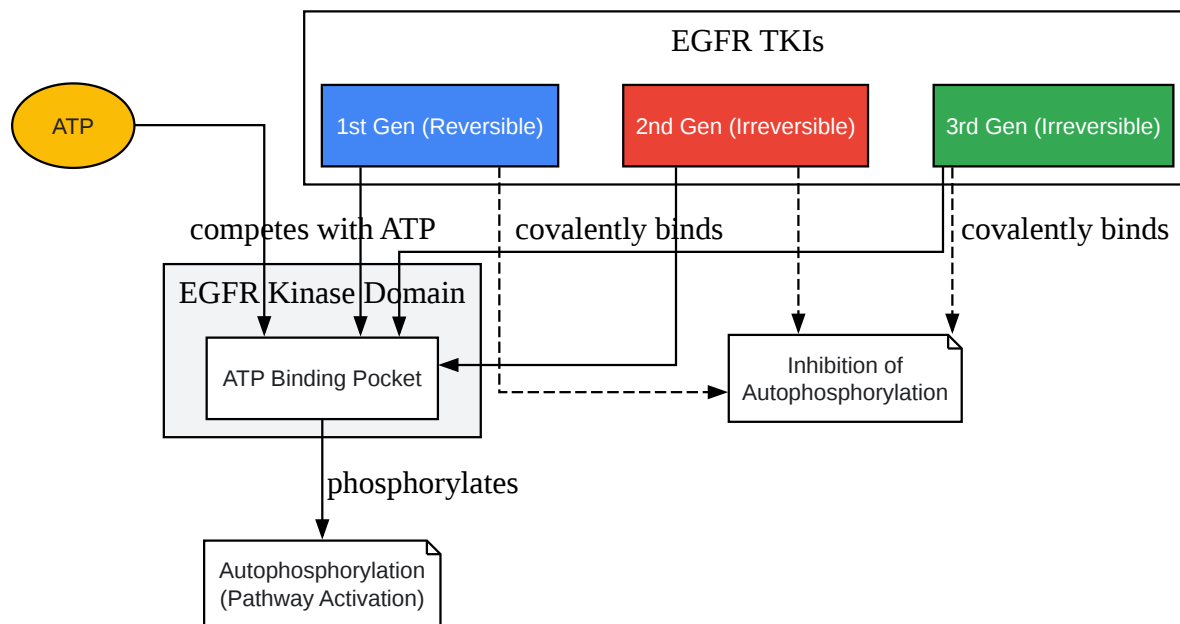 EGFR TKIs
ATP
1st Gen (Reversible)
2nd Gen (Irreversible)
3rd Gen (Irreversible)
competes with ATP
covalently binds
covalently binds
EGFR Kinase Domain
ATP Binding Pocket
Inhibition of
Autophosphorylation
phosphorylates
Autophosphorylation
(Pathway Activation)